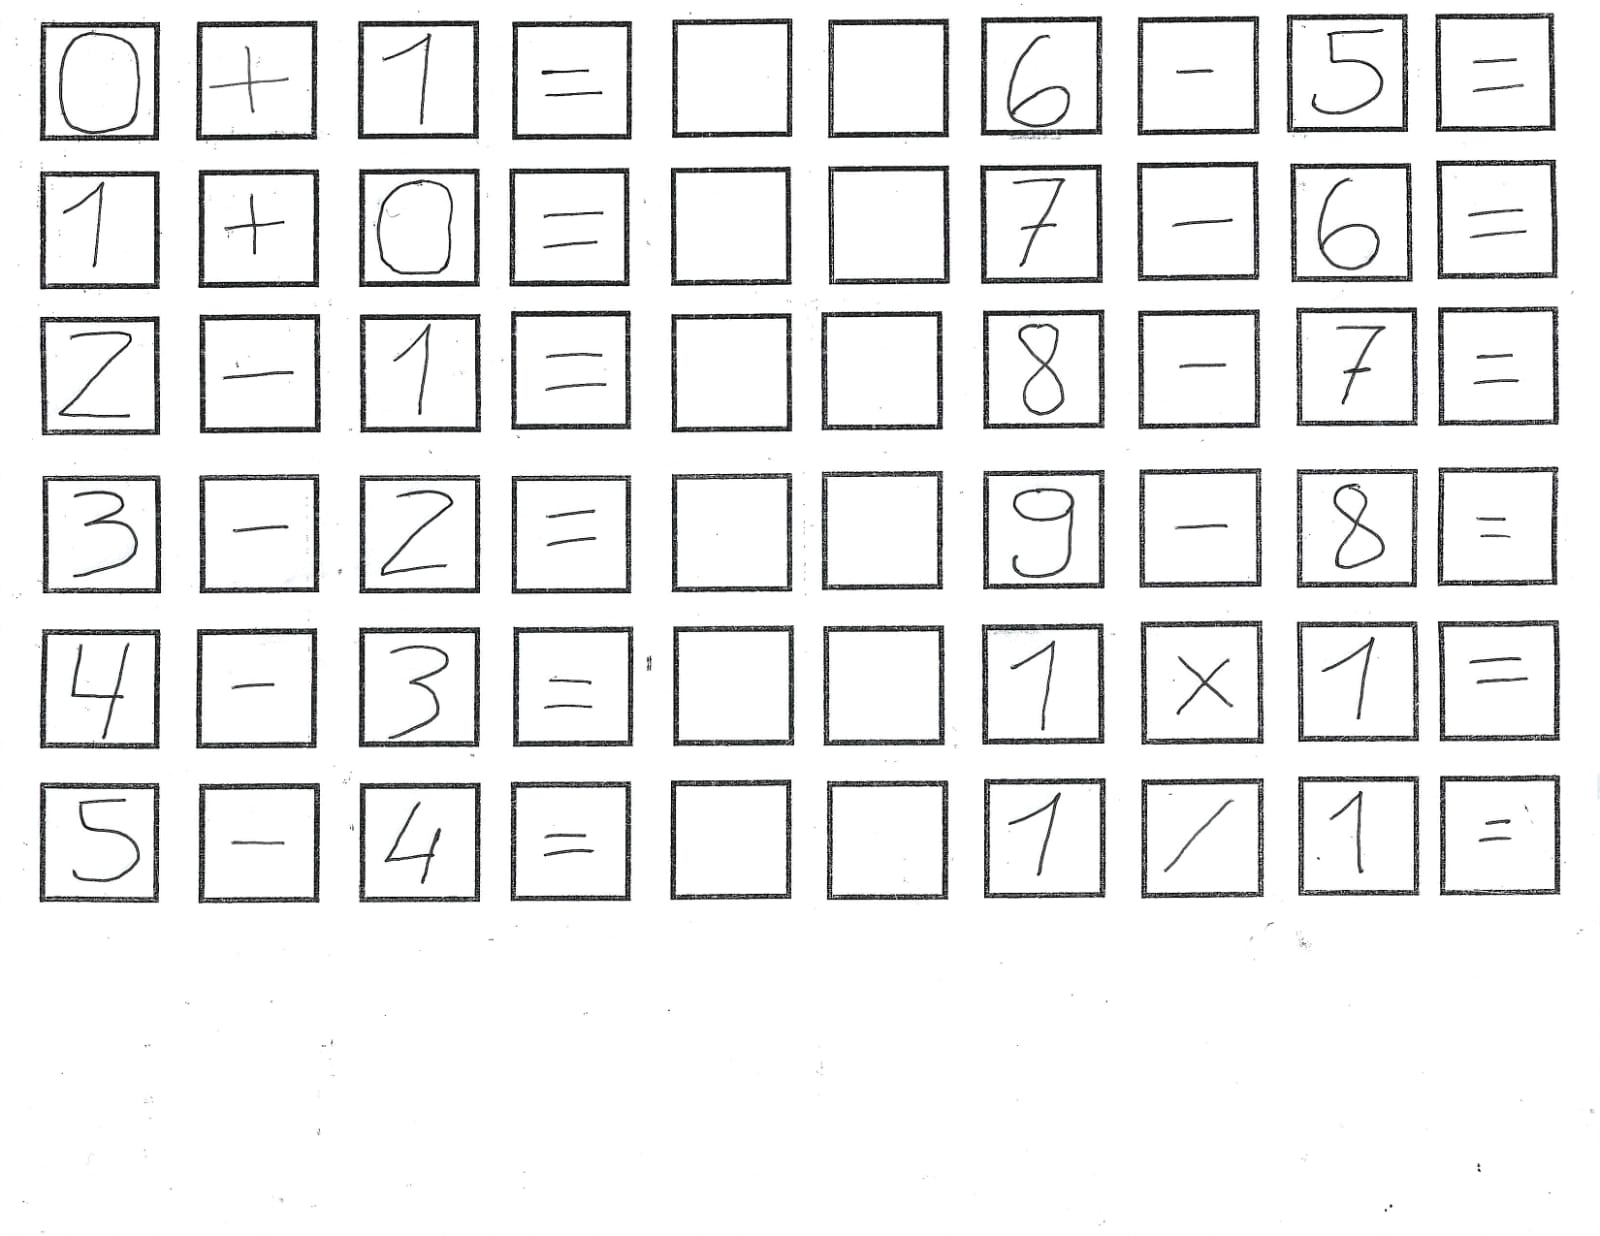 0 + 1 = 6 - 5 =
1 + 0 = 7 - 6 =
2 - 1 = 8 - 7 =
3 - 2 = 9 - 8 =
4 - 3 = 1 × 1 =
5 - 4 = 1 / 1 =